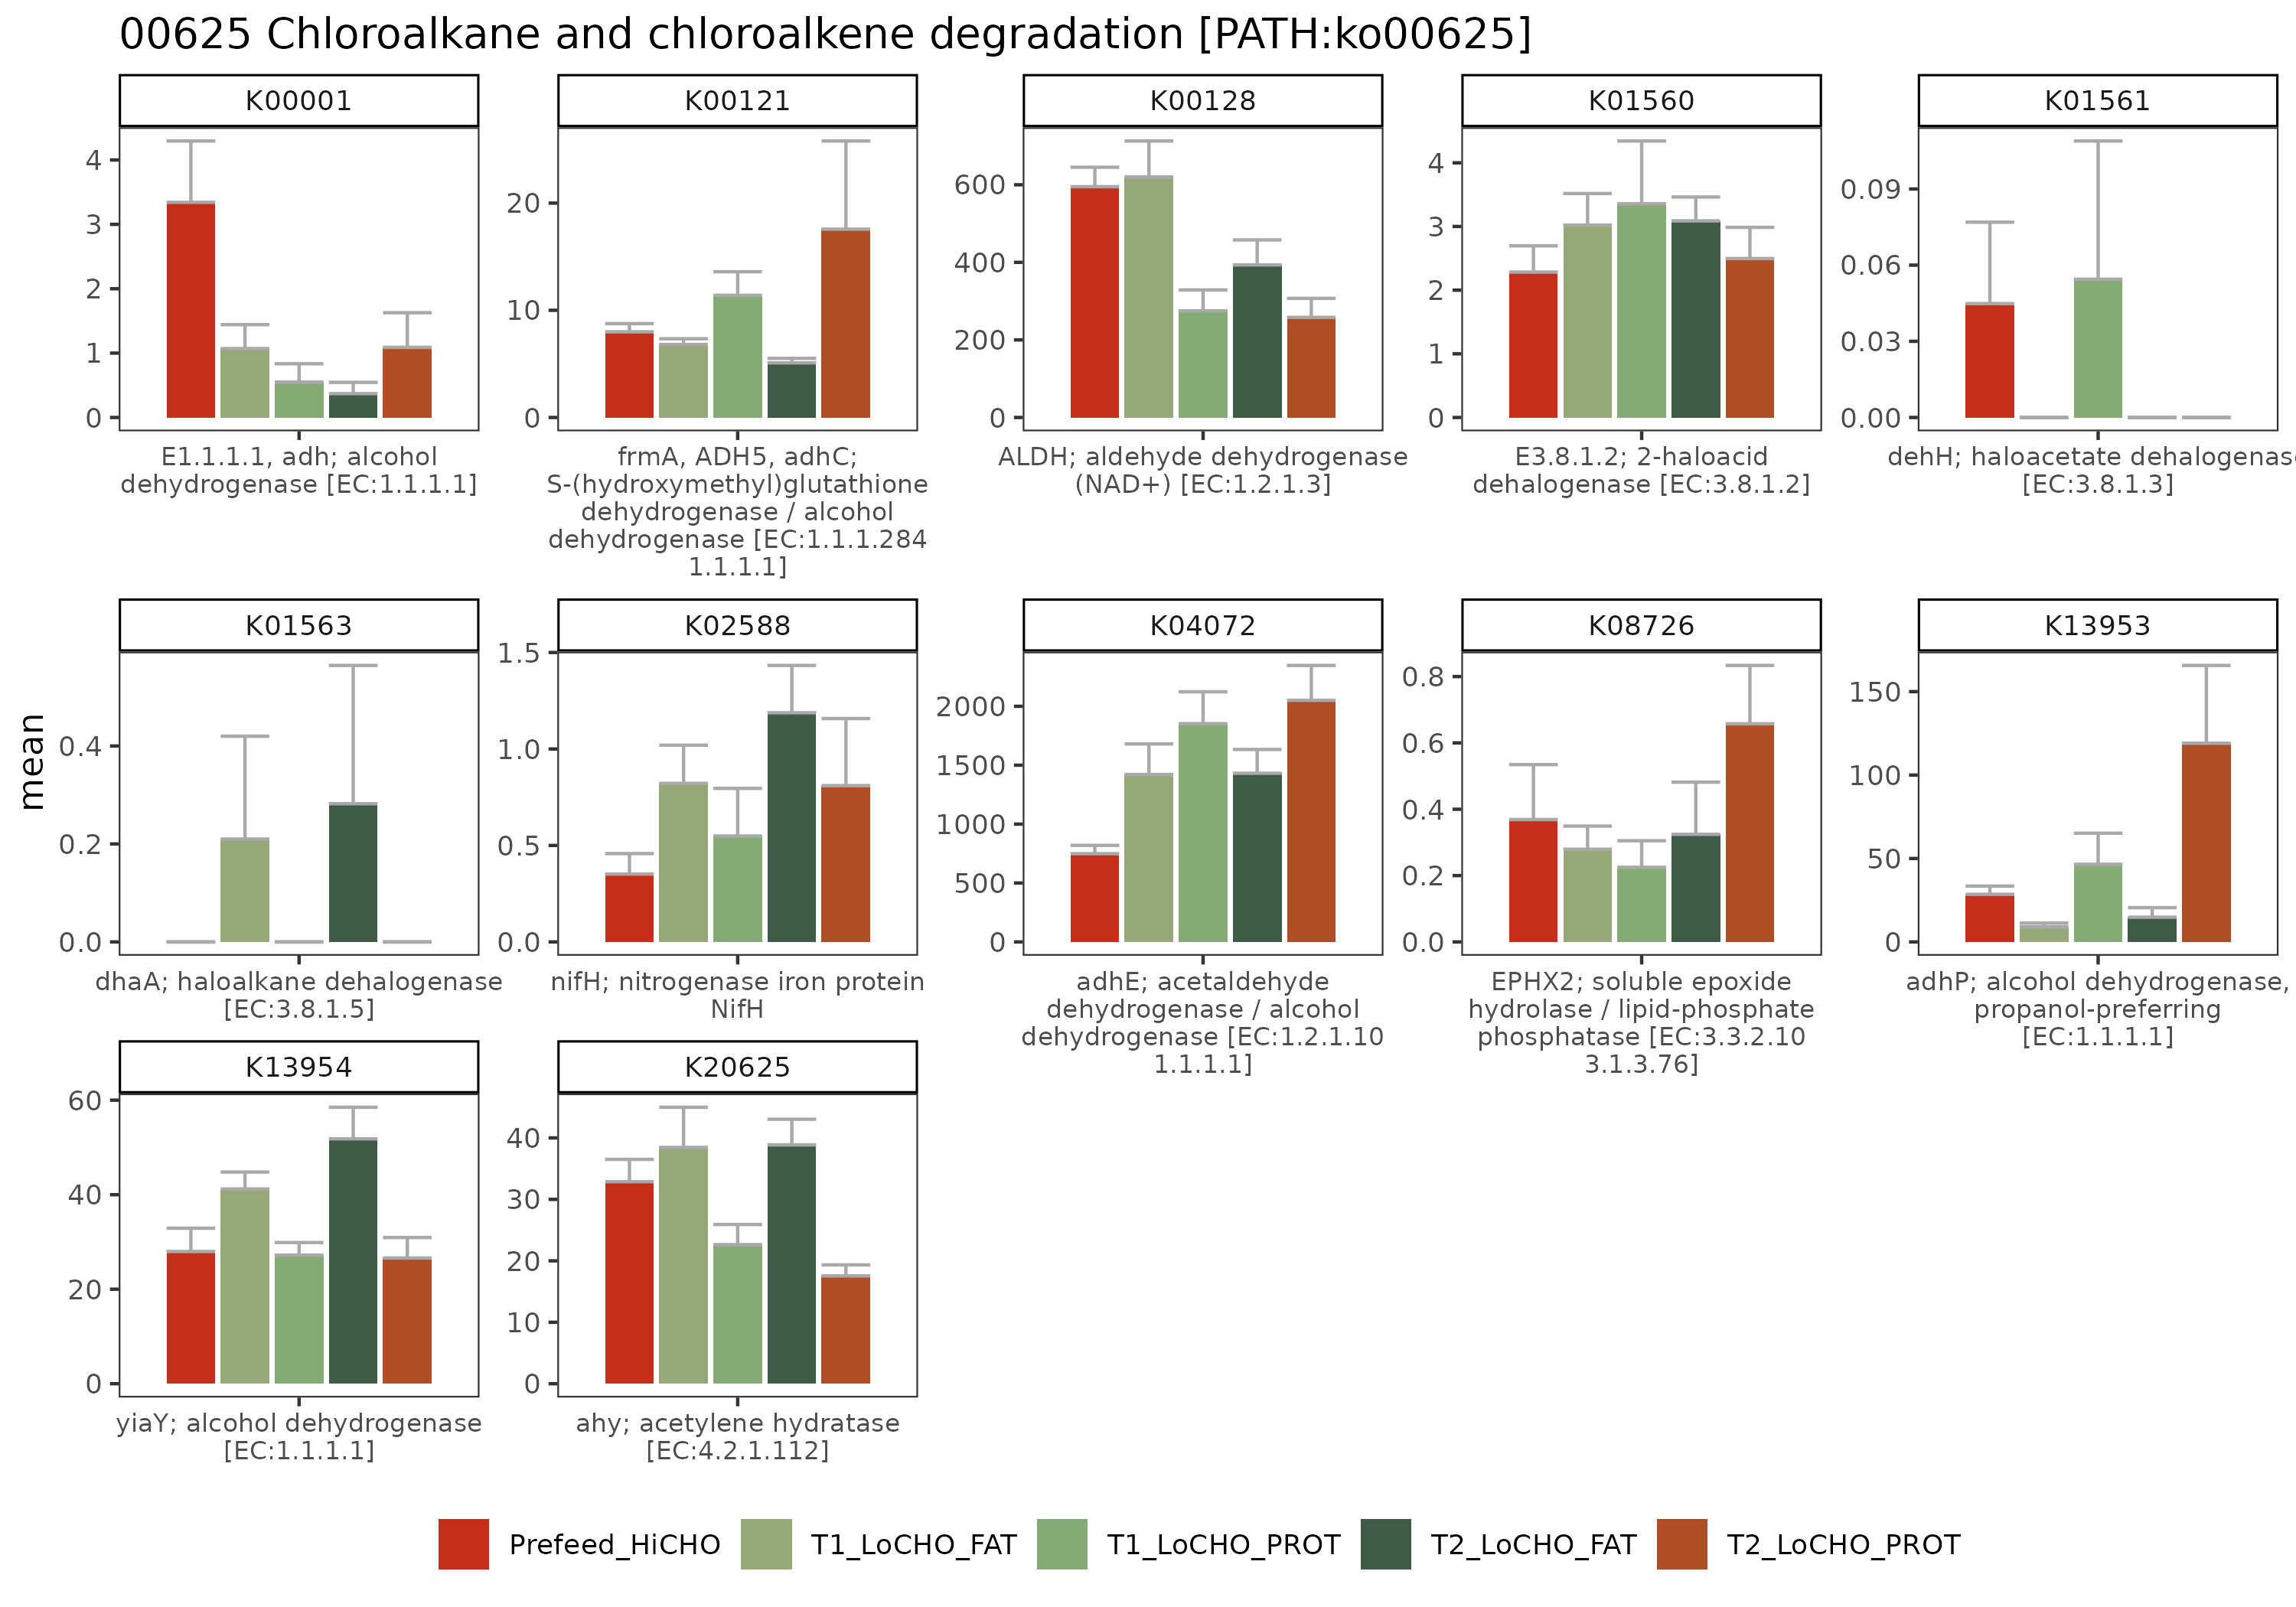 00625 Chloroalkane and chloroalkene degradation [PATH:ko00625]
K00001
K00121
K00128
K01560
K01561
4
3
2
1
0
20
10
0
600
400
200
0
4
3
2
1
0
0.09
0.06
0.03
0.00
E1.1.1.1, adh; alcohol
dehydrogenase [EC:1.1.1.1]
frmA, ADH5, adhC;
S-(hydroxymethyl)glutathione
dehydrogenase / alcohol
dehydrogenase [EC:1.1.1.284
1.1.1.1]
ALDH; aldehyde dehydrogenase
(NAD+) [EC:1.2.1.3]
E3.8.1.2; 2-haloacid
dehalogenase [EC:3.8.1.2]
dehH; haloacetate dehalogenase
[EC:3.8.1.3]
mean
K01563
K02588
K04072
K08726
K13953
0.4
0.2
0.0
1.5
1.0
0.5
0.0
2000
1500
1000
500
0
0.8
0.6
0.4
0.2
0.0
150
100
50
0
dhaA; haloalkane dehalogenase
[EC:3.8.1.5]
nifH; nitrogenase iron protein
NifH
adhE; acetaldehyde
dehydrogenase / alcohol
dehydrogenase [EC:1.2.1.10
1.1.1.1]
EPHX2; soluble epoxide
hydrolase / lipid-phosphate
phosphatase [EC:3.3.2.10
3.1.3.76]
adhP; alcohol dehydrogenase,
propanol-preferring
[EC:1.1.1.1]
K13954
K20625
60
40
20
0
40
30
20
10
0
yiaY; alcohol dehydrogenase
[EC:1.1.1.1]
ahy; acetylene hydratase
[EC:4.2.1.112]
Prefeed_HiCHO
T1_LoCHO_FAT
T1_LoCHO_PROT
T2_LoCHO_FAT
T2_LoCHO_PROT